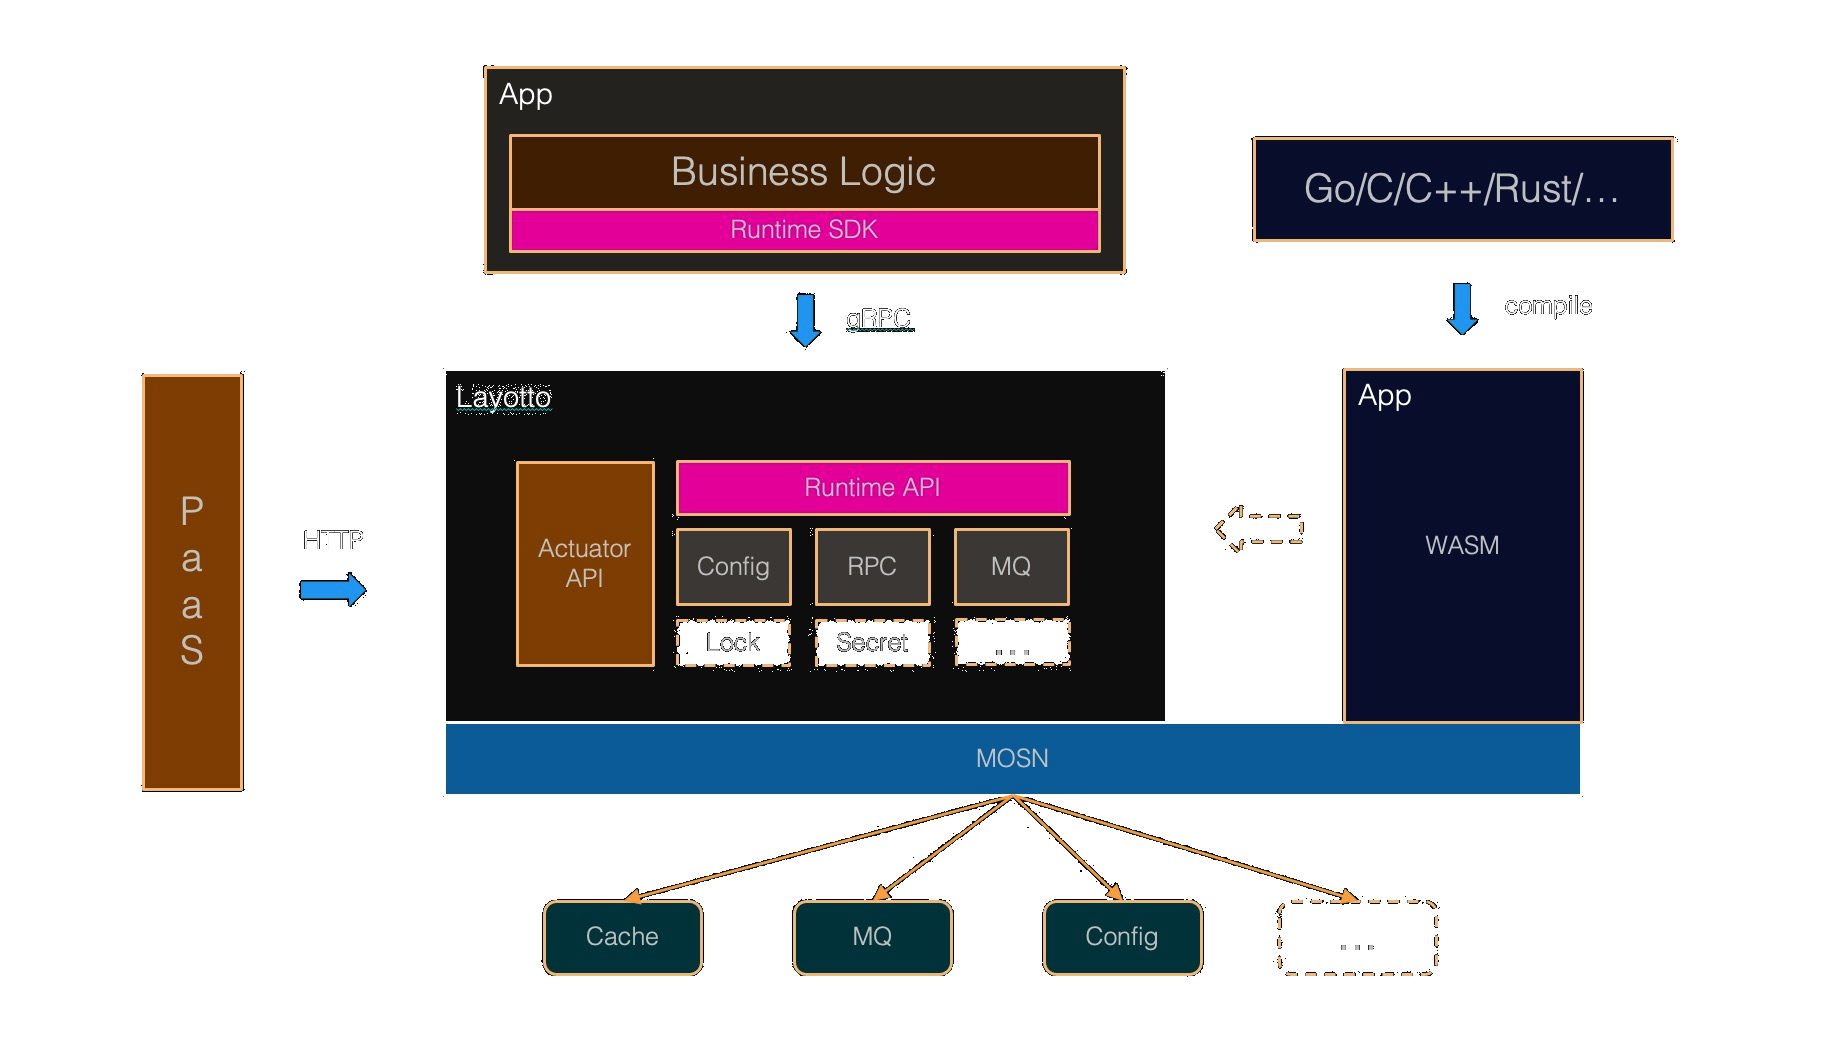 App
Business Logic
Runtime SDK
Go/C/C++/Rust/...
gRPC
compile
P
a
a
S
HTTP
Layotto
Actuator
API
Runtime API
Config
RPC
MQ
Lock
Secret
...
App
WASM
MOSN
Cache
MQ
Config
...